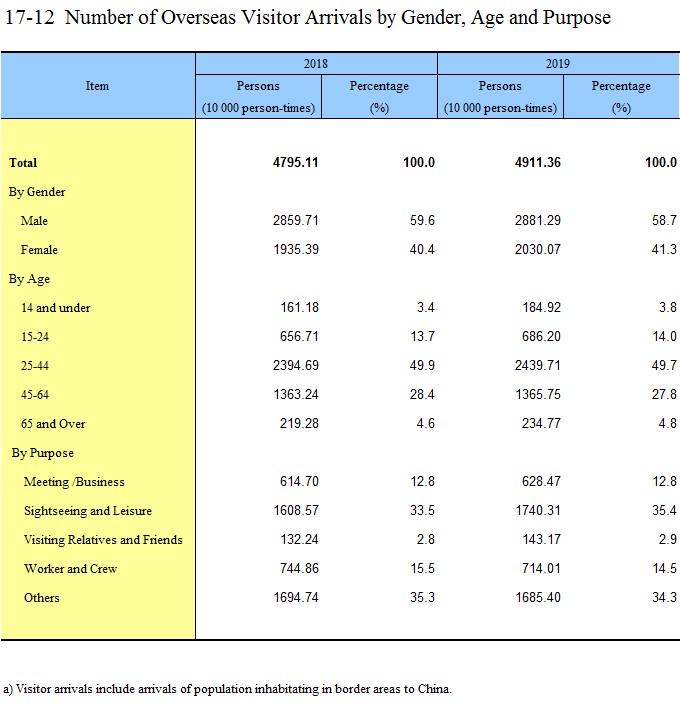 17-12 Number of Overseas Visitor Arrivals by Gender, Age and Purpose
Item 2018 2019
Persons (10 000 person-times) Percentage (%) Persons (10 000 person-times) Percentage (%)
Total 4795.11 100.0 4911.36 100.0
By Gender
Male 2859.71 59.6 2881.29 58.7
Female 1935.39 40.4 2030.07 41.3
By Age
14 and under 161.18 3.4 184.92 3.8
15-24 656.71 13.7 686.20 14.0
25-44 2394.69 49.9 2439.71 49.7
45-64 1363.24 28.4 1365.75 27.8
65 and Over 219.28 4.6 234.77 4.8
By Purpose
Meeting /Business 614.70 12.8 628.47 12.8
Sightseeing and Leisure 1608.57 33.5 1740.31 35.4
Visiting Relatives and Friends 132.24 2.8 143.17 2.9
Worker and Crew 744.86 15.5 714.01 14.5
Others 1694.74 35.3 1685.40 34.3
a) Visitor arrivals include arrivals of population inhabitating in border areas to China.